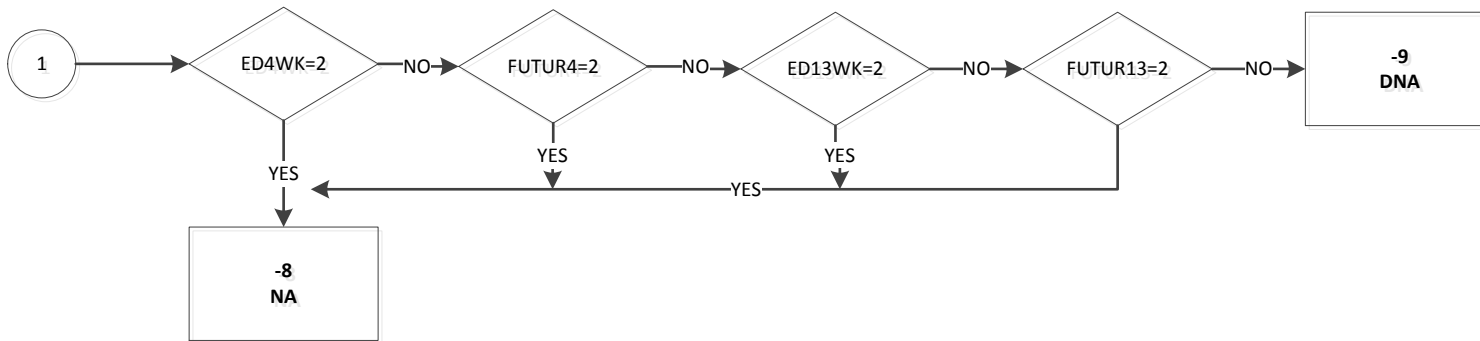 1
ED4WK=2
NO
FUTUR4=2
NO
ED13WK=2
NO
FUTUR13=2
NO
-9
DNA
YES
YES
YES
YES
-8
NA